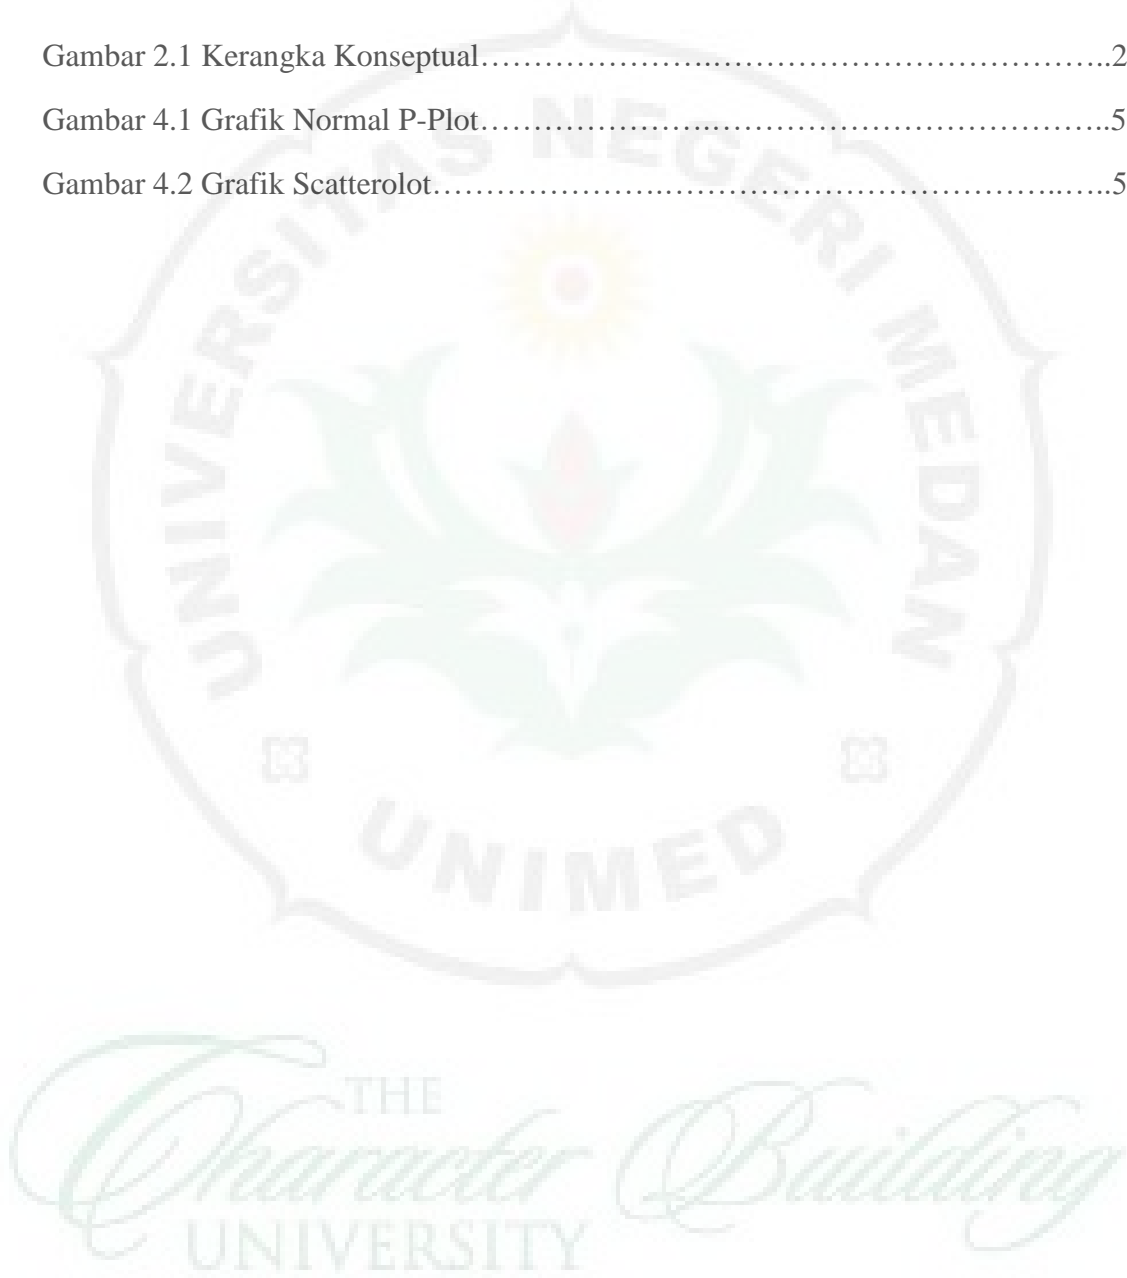 Gambar 2.1 Kerangka Konseptual…………………..………………………………..2
Gambar 4.1 Grafik Normal P-Plot………………….………………………………..5
Gambar 4.2 Grafik Scatterolot………………….………………………………..…..5
UNIVERSITAS NEGERI MEDAN
UNIMED
THE
Character Building
UNIVERSITY